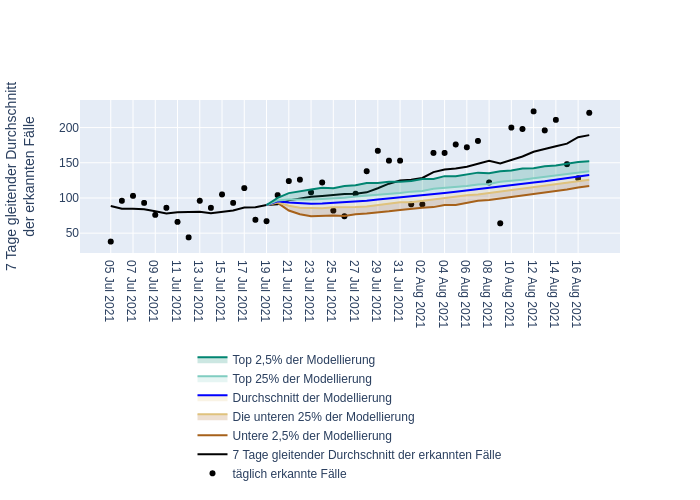 7 Tage gleitender Durchschnitt
der erkannten Fälle
200
150
100
50
05 Jul 2021
07 Jul 2021
09 Jul 2021
11 Jul 2021
13 Jul 2021
15 Jul 2021
17 Jul 2021
19 Jul 2021
21 Jul 2021
23 Jul 2021
25 Jul 2021
27 Jul 2021
29 Jul 2021
31 Jul 2021
02 Aug 2021
04 Aug 2021
06 Aug 2021
08 Aug 2021
10 Aug 2021
12 Aug 2021
14 Aug 2021
16 Aug 2021
Top 2,5% der Modellierung
Top 25% der Modellierung
Durchschnitt der Modellierung
Die unteren 25% der Modellierung
Untere 2,5% der Modellierung
7 Tage gleitender Durchschnitt der erkannten Fälle
täglich erkannte Fälle